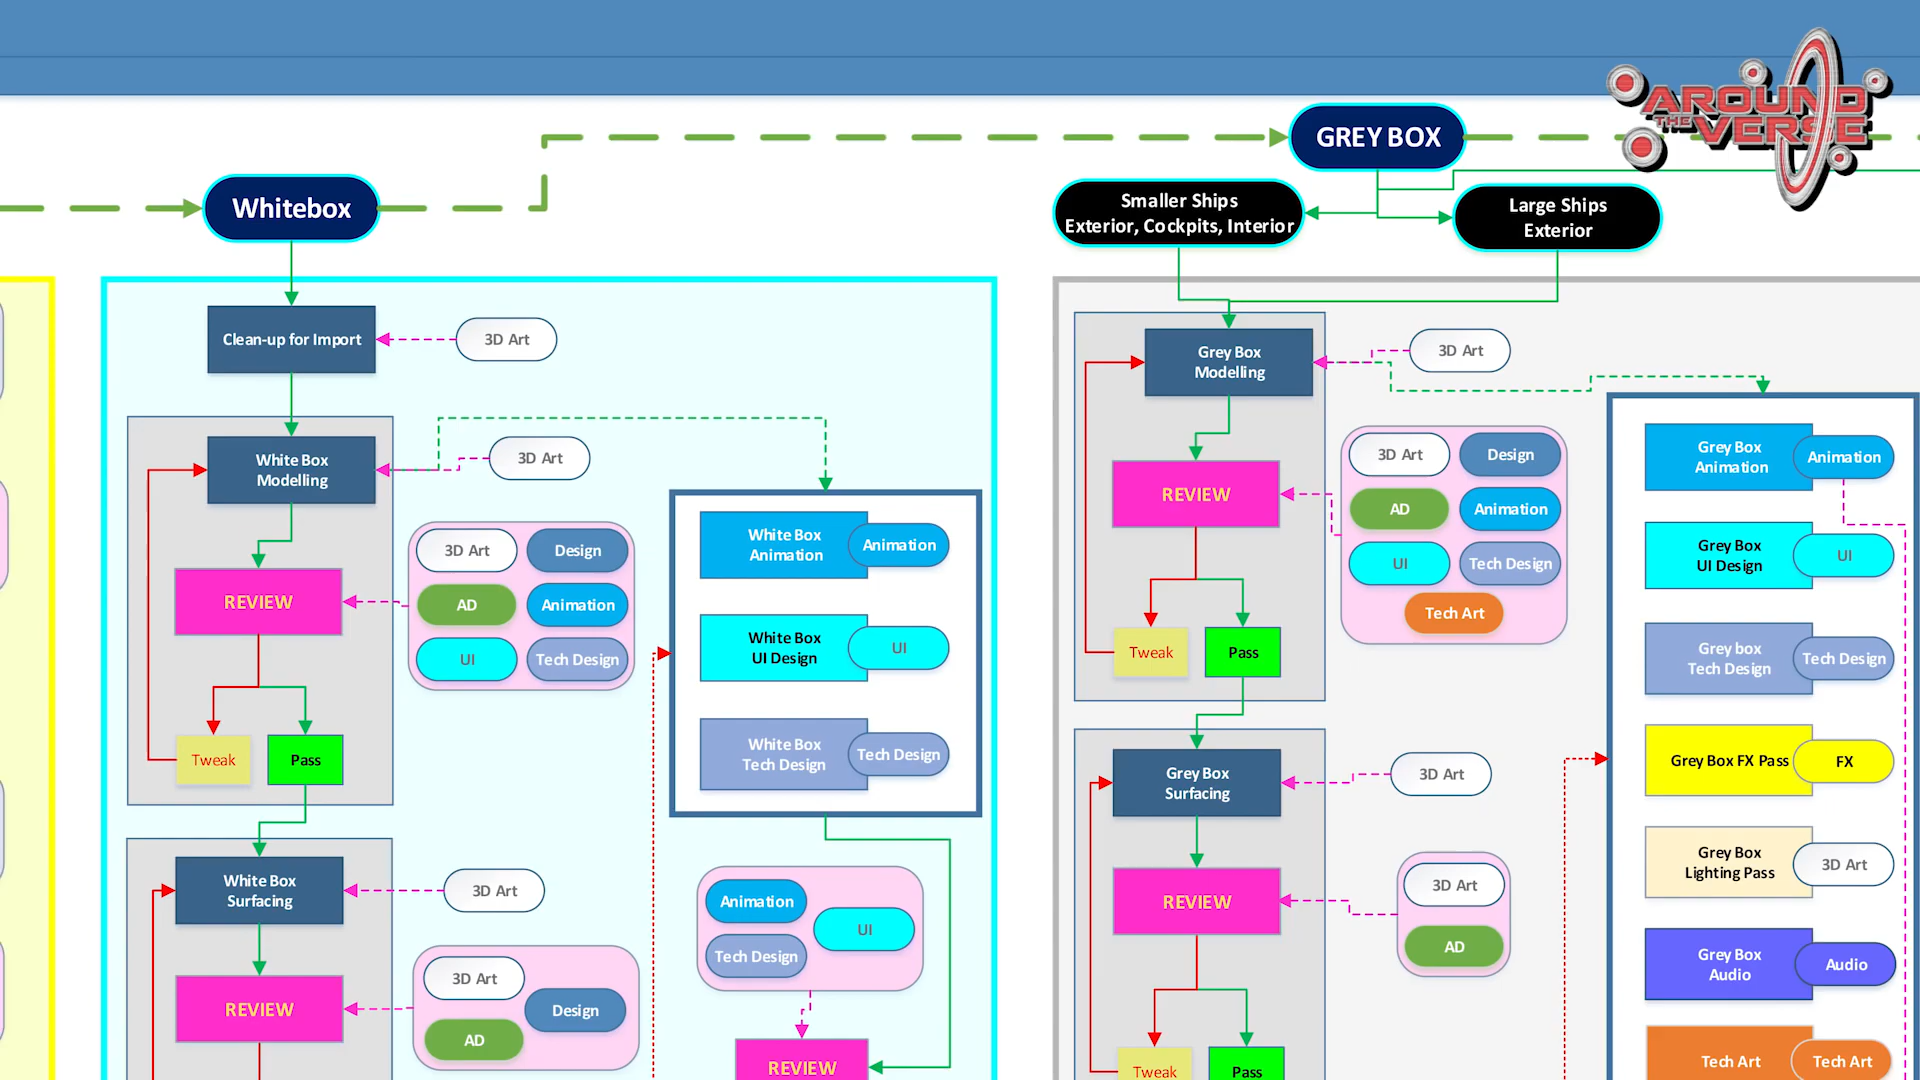 AROUND
THE VERSE
GREY BOX
Whitebox
Smaller Ships
Exterior, Cockpits, Interior
Large Ships
Exterior
Clean-up for Import
3D Art
White Box
Modelling
3D Art
REVIEW
3D Art
Design
AD
Animation
UI
Tech Design
Tweak
Pass
White Box
Surfacing
3D Art
REVIEW
3D Art
Design
AD
White Box
Animation
Animation
White Box
UI Design
UI
White Box
Tech Design
Tech Design
Animation
UI
Tech Design
REVIEW
Grey Box
Modelling
3D Art
REVIEW
3D Art
Design
AD
Animation
UI
Tech Design
Tech Art
Tweak
Pass
Grey Box
Surfacing
3D Art
REVIEW
3D Art
AD
Tweak
Pass
Grey Box
Animation
Animation
Grey Box
UI Design
UI
Grey box
Tech Design
Tech Design
Grey Box FX Pass
FX
Grey Box
Lighting Pass
3D Art
Grey Box
Audio
Audio
Tech Art
Tech Art